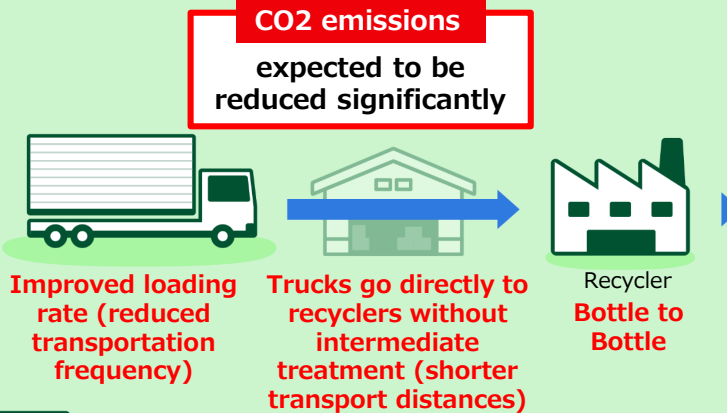 CO2 emissions
expected to be
reduced significantly
Improved loading
rate (reduced
transportation
frequency)
Trucks go directly to
recyclers without
intermediate
treatment (shorter
transport distances)
Recycler
Bottle to
Bottle